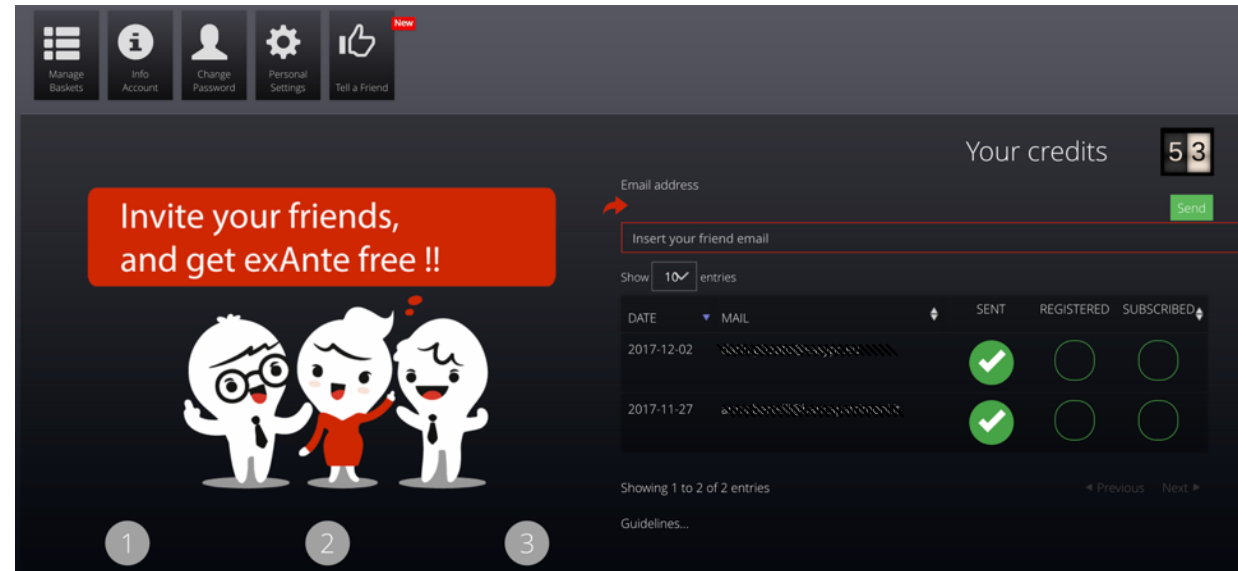 New
Manage
Baskets
Info
Account
Change
Password
Personal
Settings
Tell a Friend
Your credits
53
Invite your friends,
and get exAnte free !!
Email address
Send
Insert your friend email
Show 10 entries
DATE MAIL SENT REGISTERED SUBSCRIBED
2017-12-02
2017-11-27
Showing 1 to 2 of 2 entries
Previous Next
Guidelines...
1 2 3